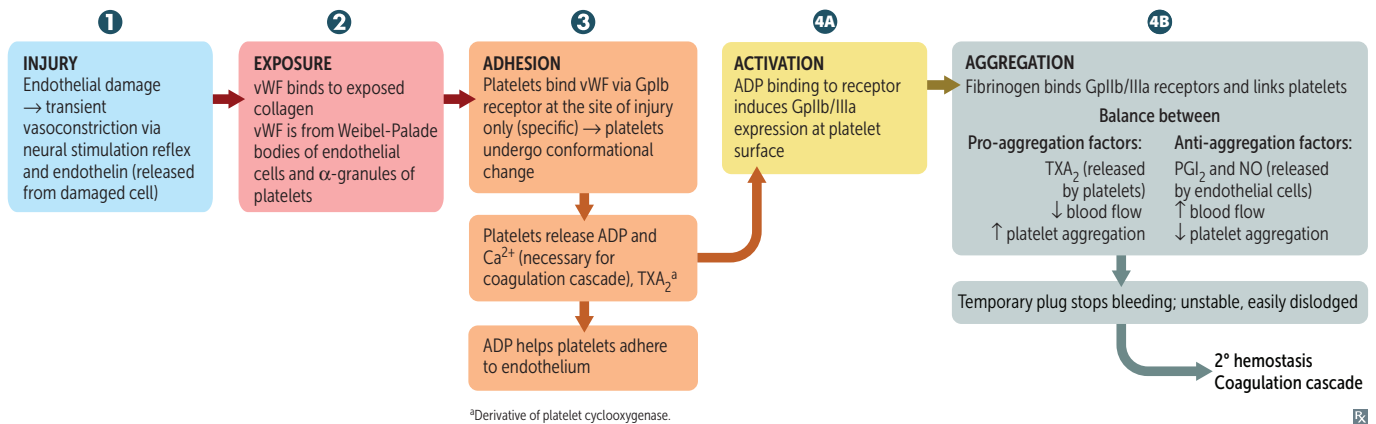 1
INJURY
Endothelial damage
→ transient
vasoconstriction via
neural stimulation reflex
and endothelin (released
from damaged cell)
2
EXPOSURE
vWF binds to exposed
collagen
vWF is from Weibel-Palade
bodies of endothelial
cells and α-granules of
platelets
3
ADHESION
Platelets bind vWF via GpIb
receptor at the site of injury
only (specific) → platelets
undergo conformational
change
Platelets release ADP and
Ca²⁺ (necessary for
coagulation cascade), TXA₂ᵃ
ADP helps platelets adhere
to endothelium
ᵃDerivative of platelet cyclooxygenase.
4A
ACTIVATION
ADP binding to receptor
induces GpIIb/IIIa
expression at platelet
surface
4B
AGGREGATION
Fibrinogen binds GpIIb/IIIa receptors and links platelets
Balance between
Pro-aggregation factors:
TXA₂ (released
by platelets)
↓ blood flow
↑ platelet aggregation
Anti-aggregation factors:
PGI₂ and NO (released
by endothelial cells)
↑ blood flow
↓ platelet aggregation
Temporary plug stops bleeding; unstable, easily dislodged
2° hemostasis
Coagulation cascade
℞